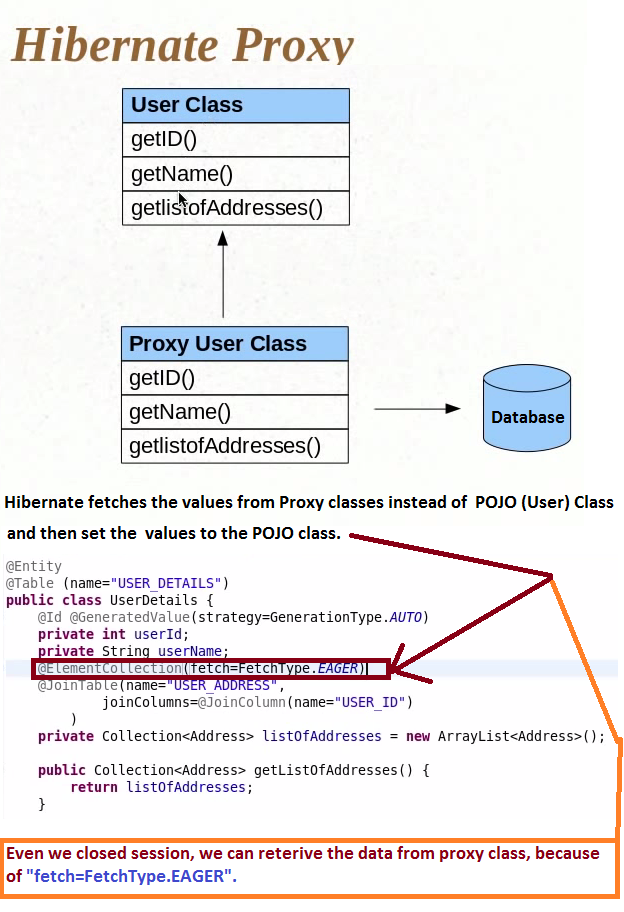 Hibernate Proxy
User Class
getID()
getName()
getlistofAddresses()
Proxy User Class
getID()
getName()
getlistofAddresses()
Database
Hibernate fetches the values from Proxy classes instead of POJO (User) Class
and then set the values to the POJO class.
@Entity
@Table (name="USER_DETAILS")
public class UserDetails {
@Id @GeneratedValue(strategy=GenerationType.AUTO)
private int userId;
private String userName;
@ElementCollection(fetch=FetchType.EAGER)
@JoinTable(name="USER_ADDRESS",
joinColumns=@JoinColumn(name="USER_ID")
)
private Collection<Address> listOfAddresses = new ArrayList<Address>();
public Collection<Address> getListOfAddresses() {
return listOfAddresses;
}
Even we closed session, we can reterive the data from proxy class, because
of "fetch=FetchType.EAGER".